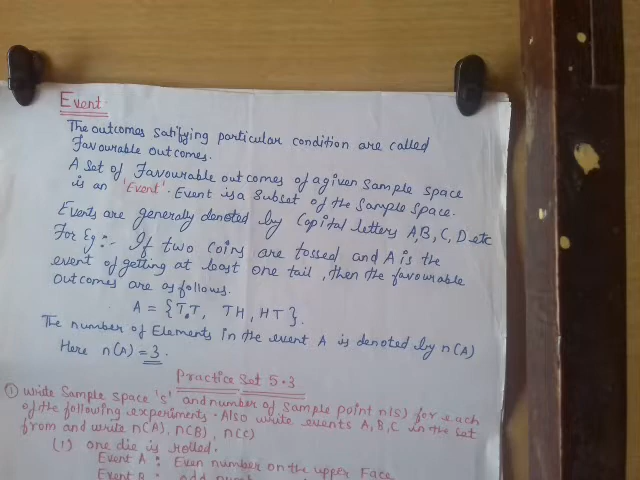 Event
The outcomes satifying particular condition are called
Favourable outcomes.
A set of Favourable outcomes of a given sample space
is an 'Event'. Event is a subset of the sample space.
Events are generally denoted by Capital letters A, B, C, D etc
For Eg:- If two coins are tossed and A is the
event of getting at least one tail, then the favourable
outcomes are as follows.
A = {T,T, TH, HT}.
The number of Elements in the event A is denoted by n(A)
Here n(A) = 3.
Practice Set 5.3
① Write Sample space 's' and number of sample point n(s) for each
of the following experiments. Also write events A, B, C in the set
from and write n(A), n(B), n(c)
(1) one die is rolled.
Event A : Even number on the upper Face
Event B : odd